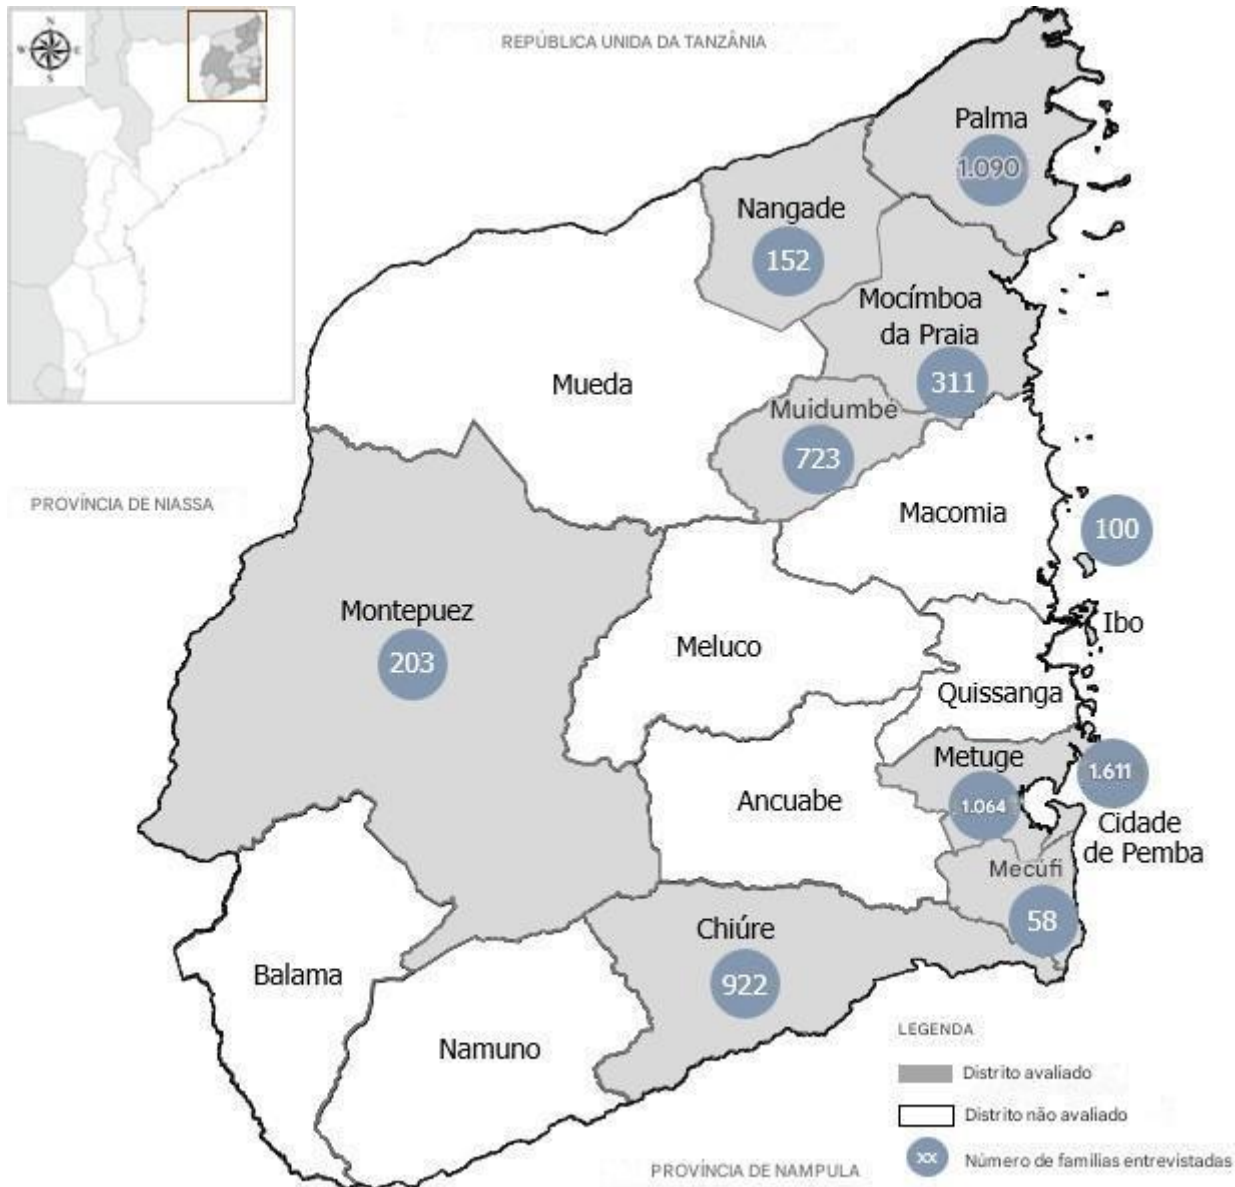 N
W
E
S
REPÚBLICA UNIDA DA TANZÂNIA
Palma
1.090
Nangade
152
Mocímboa
da Praia
311
Mueda
Muidumbe
723
PROVÍNCIA DE NIASSA
Macomia
100
Montepuez
203
Ibo
Meluco
Quissanga
Metuge
1.064
1.611
Cidade
de Pemba
Ancuabe
Mecúfi
58
Chiúre
922
Balama
Namuno
LEGENDA
Distrito avaliado
Distrito não avaliado
XX
Número de famílias entrevistadas
PROVÍNCIA DE NAMPULA